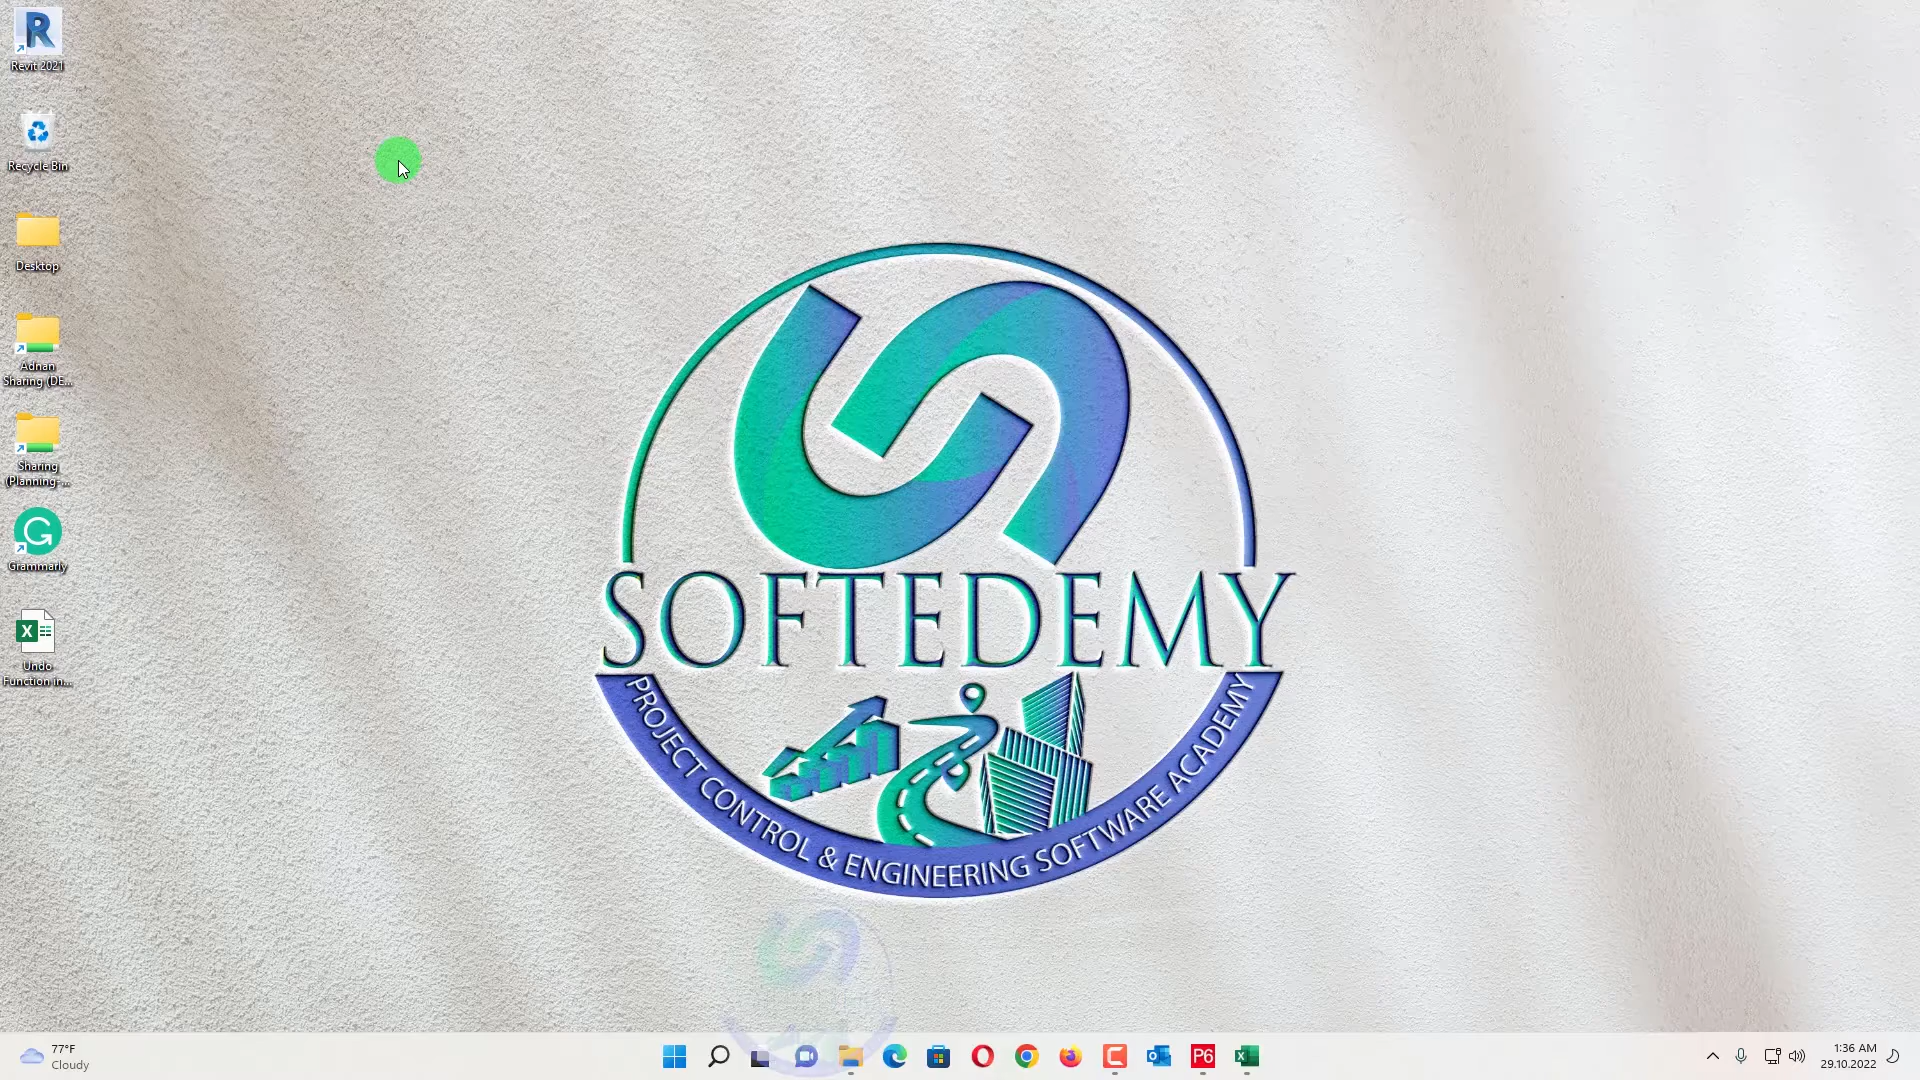 Revit 2021
Recycle Bin
Desktop
Adnan
Sharing (DE...
Sharing
(Planning-...
Grammarly
Undo
Function in...
SOFTEDEMY
PROJECT CONTROL & ENGINEERING SOFTWARE ACADEMY
77°F
Cloudy
P6
1:36 AM
29.10.2022